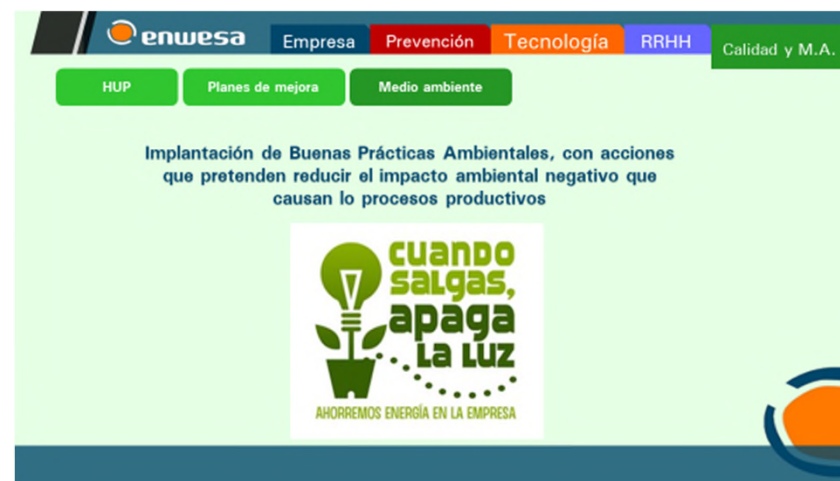 enwesa
Empresa
Prevención
Tecnología
RRHH
Calidad y M.A.
HUP
Planes de mejora
Medio ambiente
Implantación de Buenas Prácticas Ambientales, con acciones
que pretenden reducir el impacto ambiental negativo que
causan lo procesos productivos
CUANDO
SALGAS,
apaga
LA LUZ
AHORREMOS ENERGÍA EN LA EMPRESA